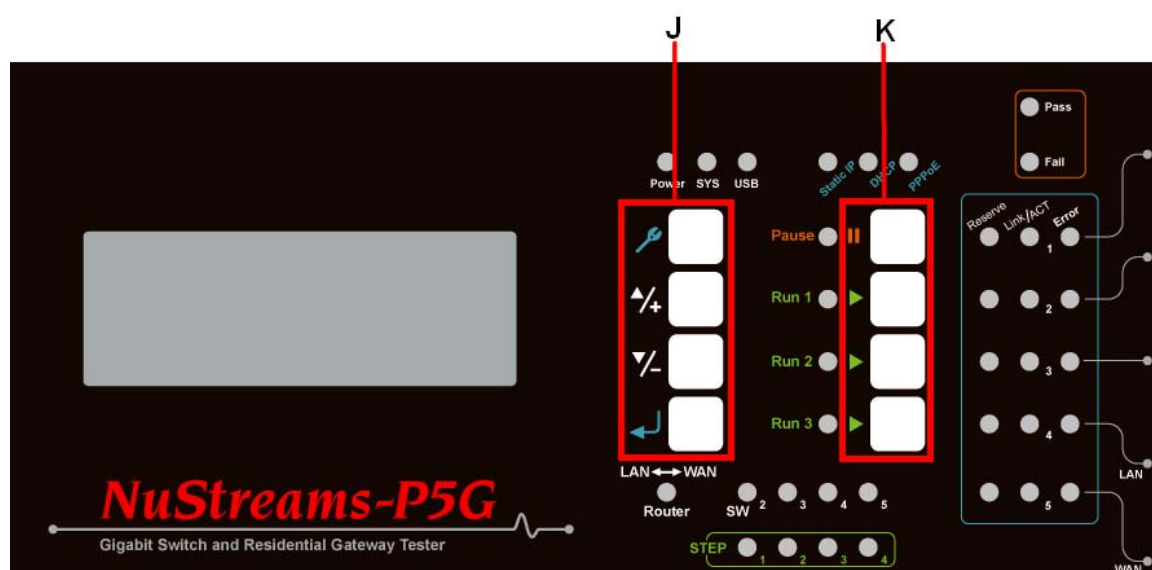 J K
Pass
Fail
Power SYS USB
Static IP DHCP PPPoE
Reserve Link/ACT Error
Pause
1
+
Run 1
2
-
Run 2
3
Run 3
4
LAN WAN
LAN
Router
SW 2 3 4 5
5
NuStreams-P5G
Gigabit Switch and Residential Gateway Tester
STEP 1 2 3 4
WAN